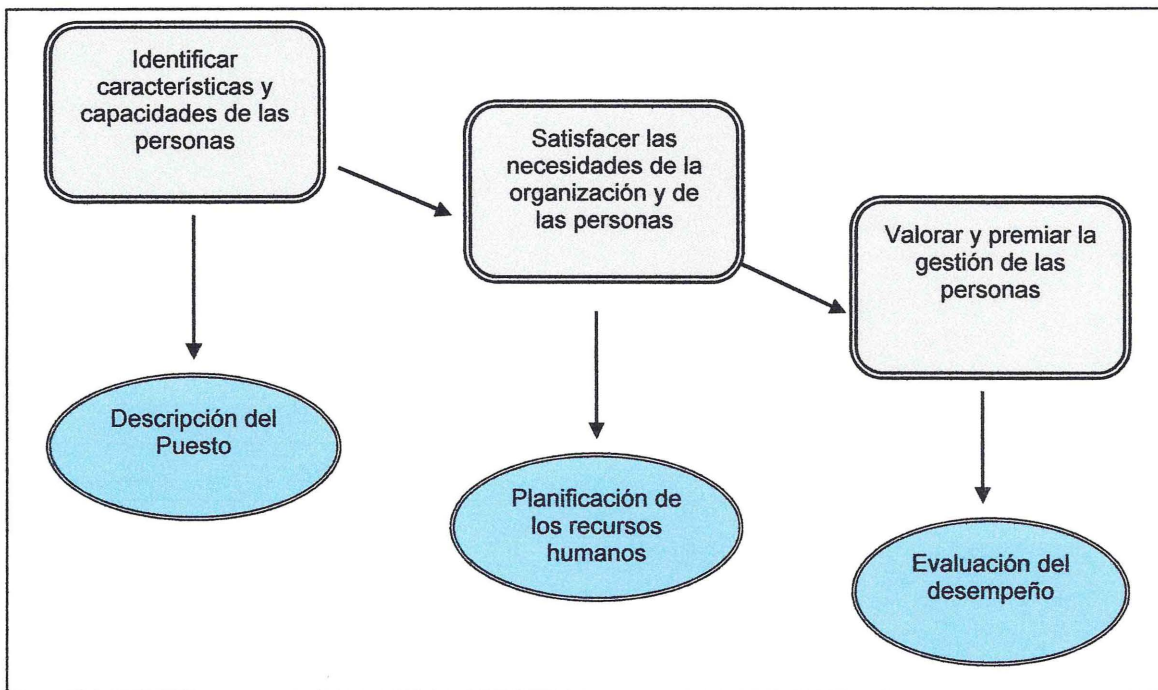 Identificar
características y
capacidades de las
personas
Satisfacer las
necesidades de la
organización y de
las personas
Valorar y premiar la
gestión de las
personas
Descripción del
Puesto
Planificación de
los recursos
humanos
Evaluación del
desempeño